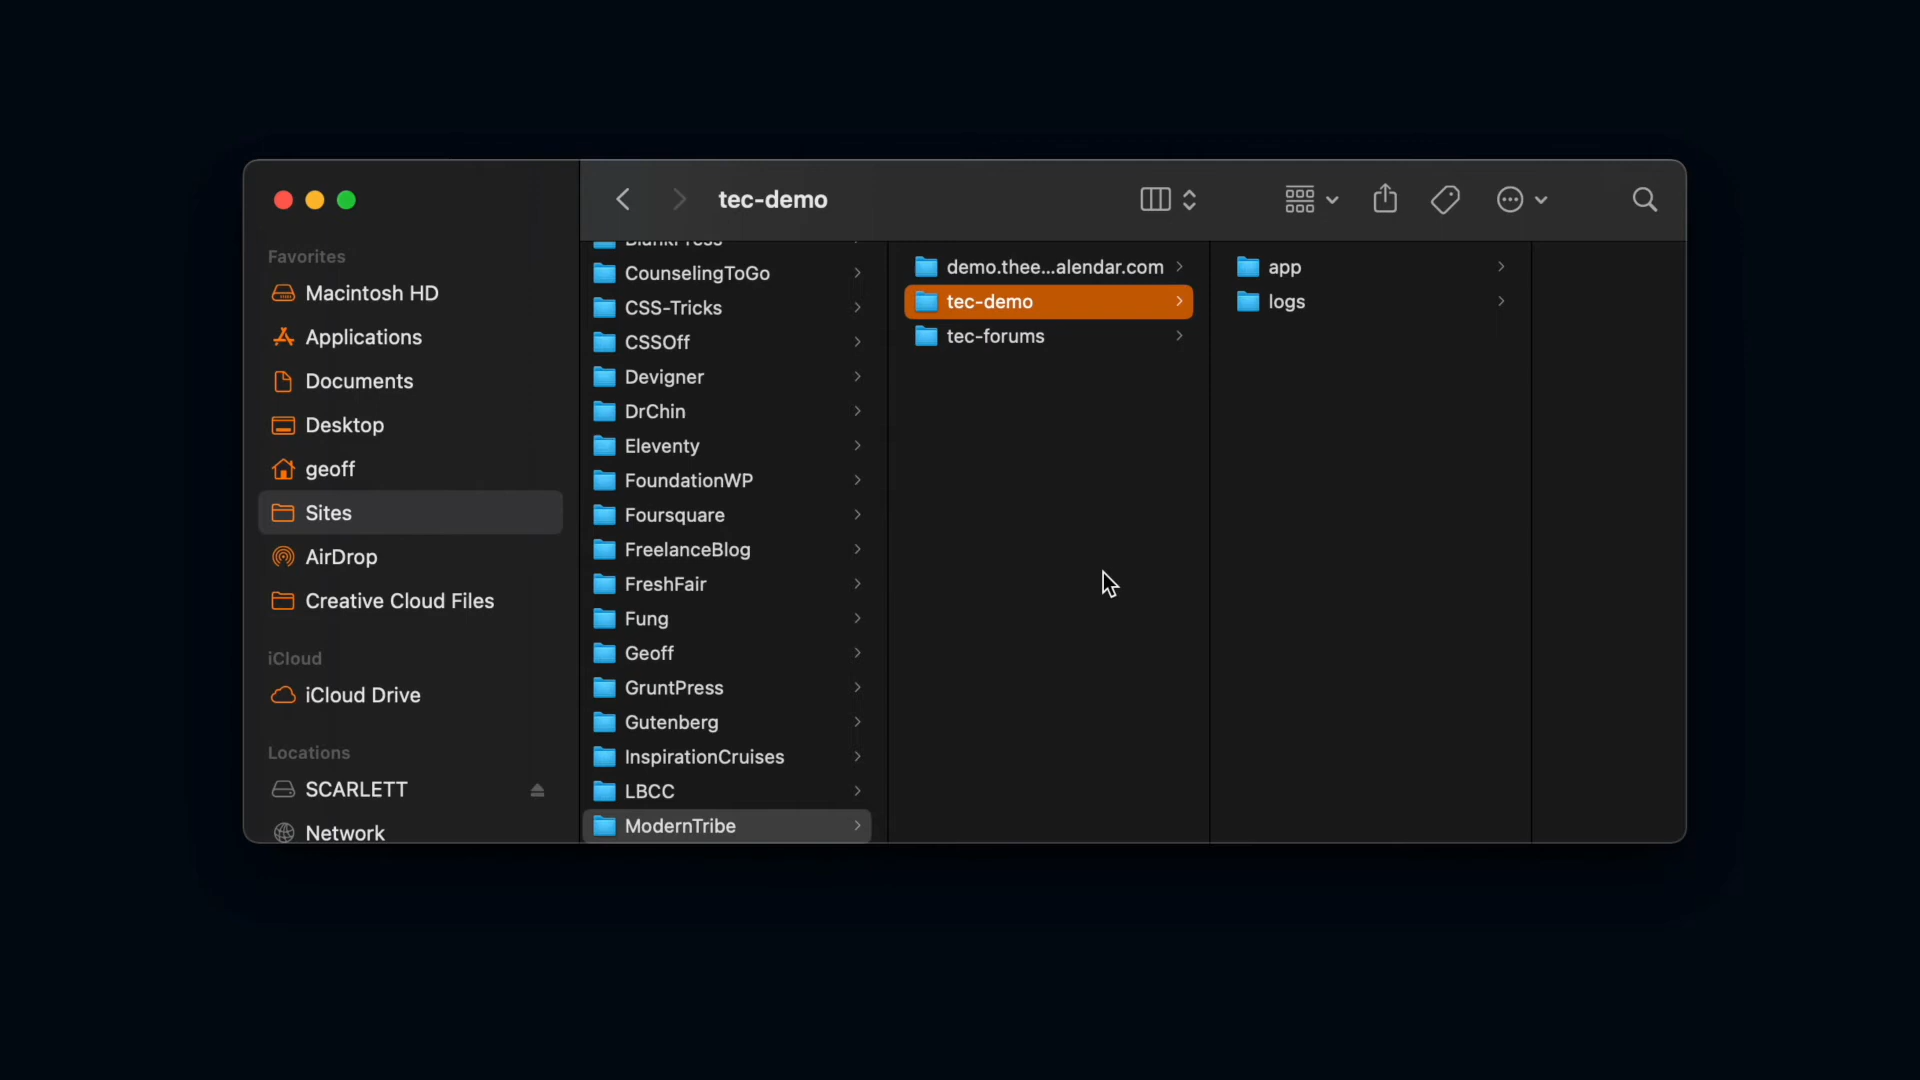 tec-demo
Favorites
Macintosh HD
Applications
Documents
Desktop
geoff
Sites
AirDrop
Creative Cloud Files
iCloud
iCloud Drive
Locations
SCARLETT
Network
CounselingToGo
CSS-Tricks
CSSOff
Devigner
DrChin
Eleventy
FoundationWP
Foursquare
FreelanceBlog
FreshFair
Fung
Geoff
GruntPress
Gutenberg
InspirationCruises
LBCC
ModernTribe
demo.thee...alendar.com
tec-demo
tec-forums
app
logs